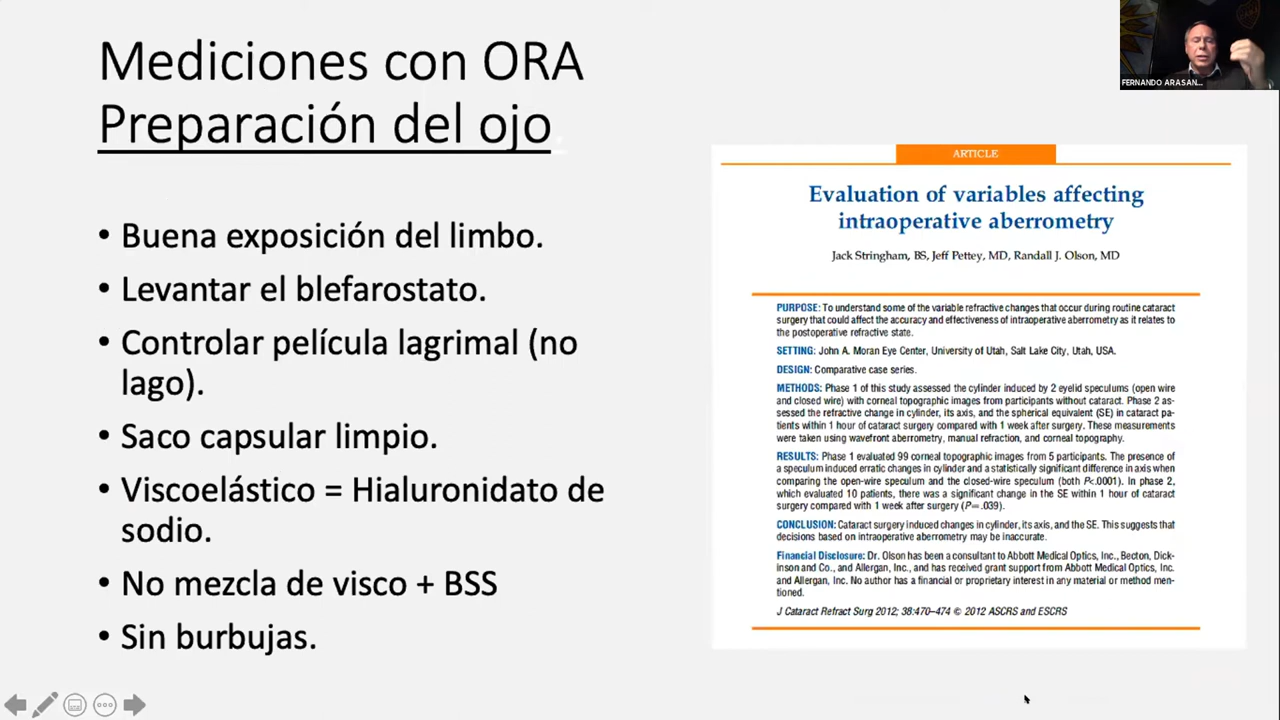 Mediciones con ORA
Preparación del ojo.
• Buena exposición del limbo.
• Levantar el blefarostato.
• Controlar película lagrimal (no
lago).
• Saco capsular limpio.
• Viscoelástico = Hialuronidato de
sodio.
• No mezcla de visco + BSS
• Sin burbujas.
FERNANDO ARASAN...
ARTICLE
Evaluation of variables affecting
intraoperative aberrometry
Jack Stringham, BS, Jeff Pettey, MD, Randall J. Olson, MD
PURPOSE: To understand some of the variable refractive changes that occur during routine cataract
surgery that could affect the accuracy and effectiveness of intraoperative aberrometry as it relates to
the postoperative refractive state.
SETTING: John A. Moran Eye Center, University of Utah, Salt Lake City, Utah, USA.
DESIGN: Comparative case series.
METHODS: Phase 1 of this study assessed the cylinder induced by 2 eyelid speculums (open wire
and closed wire) with corneal topographic images from participants without cataract. Phase 2 as-
sessed the refractive change in cylinder, its axis, and the spherical equivalent (SE) in cataract pa-
tients within 1 hour of cataract surgery compared with 1 week after surgery. These measurements
were taken using wavefront aberrometry, manual refraction, and corneal topography.
RESULTS: Phase 1 evaluated 99 corneal topographic images from 5 participants. The presence of
a speculum induced erratic changes in cylinder and a statistically significant difference in axis when
comparing the open-wire speculum and the closed-wire speculum (both P<.0001). In phase 2,
which evaluated 10 patients, there was a significant change in the SE within 1 hour of cataract
surgery compared with 1 week after surgery (P=.039).
CONCLUSION: Cataract surgery induced changes in cylinder, its axis, and the SE. This suggests that
decisions based on intraoperative aberrometry may be inaccurate.
Financial Disclosure: Dr. Olson has been a consultant to Abbott Medical Optics, Inc., Becton, Dick-
inson and Co., and Allergan, Inc., and has received grant support from Abbott Medical Optics, Inc.
and Allergan, Inc. No author has a financial or proprietary interest in any material or method men-
tioned.
J Cataract Refract Surg 2012; 38:470–474 © 2012 ASCRS and ESCRS